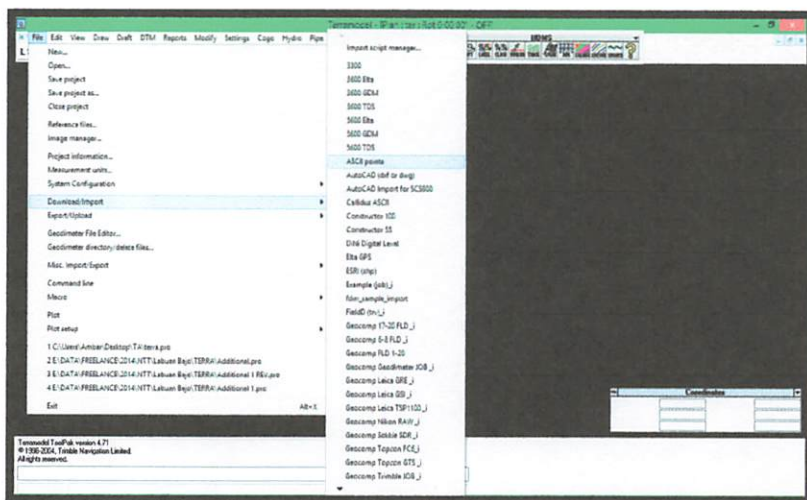 Terramodel - [Plan | tera | Rot 0:00:00" - OFF
File Edit View Draw Draft DTM Reports Modify Settings Cogo Hydro Pipe
HDMS
New...
Open...
Save project
Save project as...
Close project
Reference files...
Image manager...
Project information...
Measurement units...
System Configuration
Download/Import
Export/Upload
Geodimeter File Editor...
Geodimeter directory/delete files...
Misc. Import/Export
Command line
Macro
Plot
Plot setup
1 C:\Users\Amber\Desktop\TA\terra.pro
2 E:\DATA\FREELANCE\2014\NTT\Labuan Bajo\TERRA\Additional.pro
3 E:\DATA\FREELANCE\2014\NTT\Labuan Bajo\TERRA\Additional 1 REV.pro
4 E:\DATA\FREELANCE\2014\NTT\Labuan Bajo\TERRA\Additional 1.pro
Exit Alt+X
Import script manager...
3300
3600 Elta
3600 GDM
3600 TDS
5600 Elta
5600 GDM
5600 TDS
ASCII points
AutoCAD (dxf or dwg)
AutoCAD Import for SCS900
Callidus ASCII
Constructor 100
Constructor SS
DiNi Digital Level
Elta GPS
ESRI (shp)
Example (job)_i
fdm_sample_import
FieldD (trv)_i
Geocomp 17-20 FLD_i
Geocomp 6-8 FLD_i
Geocomp FLD 1-20
Geocomp Geodimeter JOB_i
Geocomp Leica GRE_i
Geocomp Leica GSI_i
Geocomp Leica TSP1100_i
Geocomp Nikon RAW_i
Geocomp Sokkia SDR_i
Geocomp Topcon FC6_i
Geocomp Topcon GTS_i
Geocomp Trimble JOB_i
Coordinates
Terramodel ToolPak version 4.71
© 1996-2004, Trimble Navigation Limited.
All rights reserved.